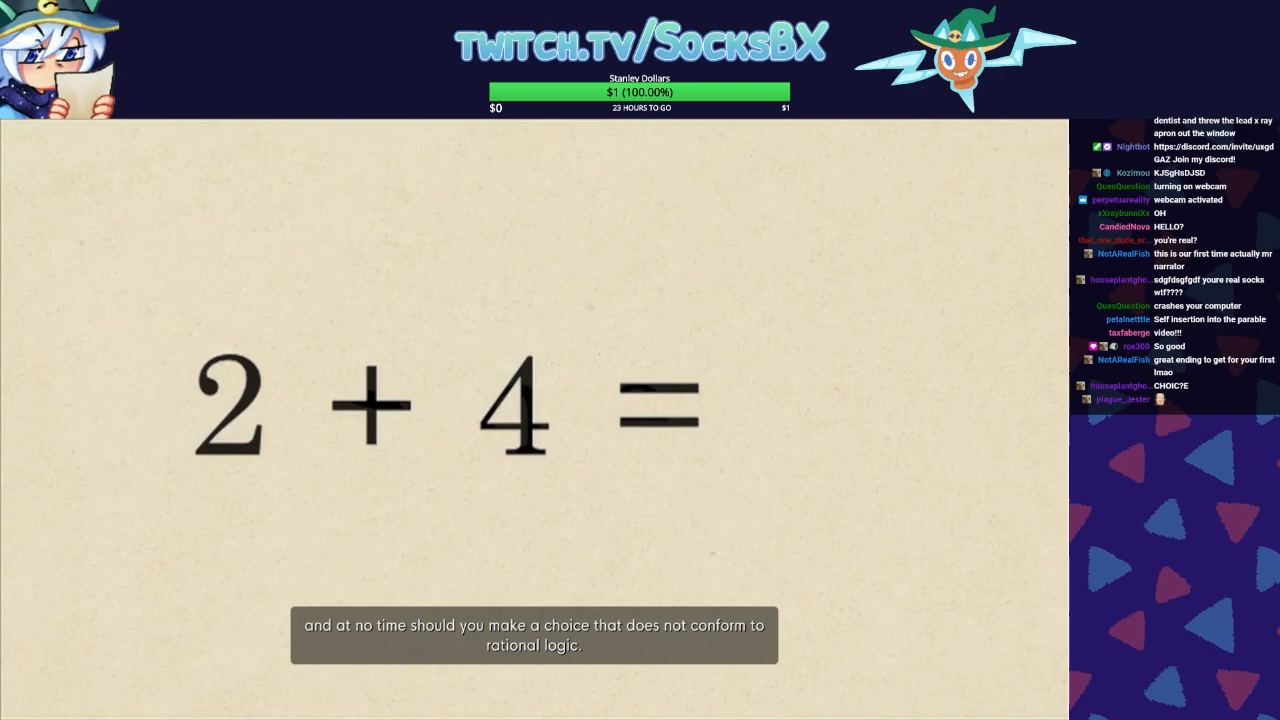 twitch.tv/SocksBX
Stanley Dollars
$1 (100.00%)
$0
23 HOURS TO GO
$1
2 + 4 =
and at no time should you make a choice that does not conform to
rational logic.
dentist and threw the lead x ray
apron out the window
Nightbot https://discord.com/invite/uxgd
GAZ Join my discord!
Kozimou KJSgHsDJSD
QuesQuestion turning on webcam
perpetuareality webcam activated
xXraybunniXx OH
CandiedNova HELLO?
that_one_dude_or... you're real?
NotARealFish this is our first time actually mr
narrator
houseplantgho... sdgfdsgfgdf youre real socks
wtf????
QuesQuestion crashes your computer
petalnetttle Self insertion into the parable
taxfaberge video!!!
rox300 So good
NotARealFish great ending to get for your first
lmao
houseplantgho... CHOIC?E
plague_Jester